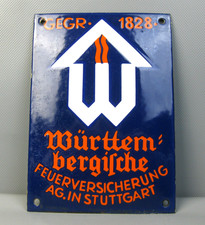 GEGR · 1828 ·
W
Württem=
bergische
FEUERVERSICHERUNG
AG. IN STUTTGART